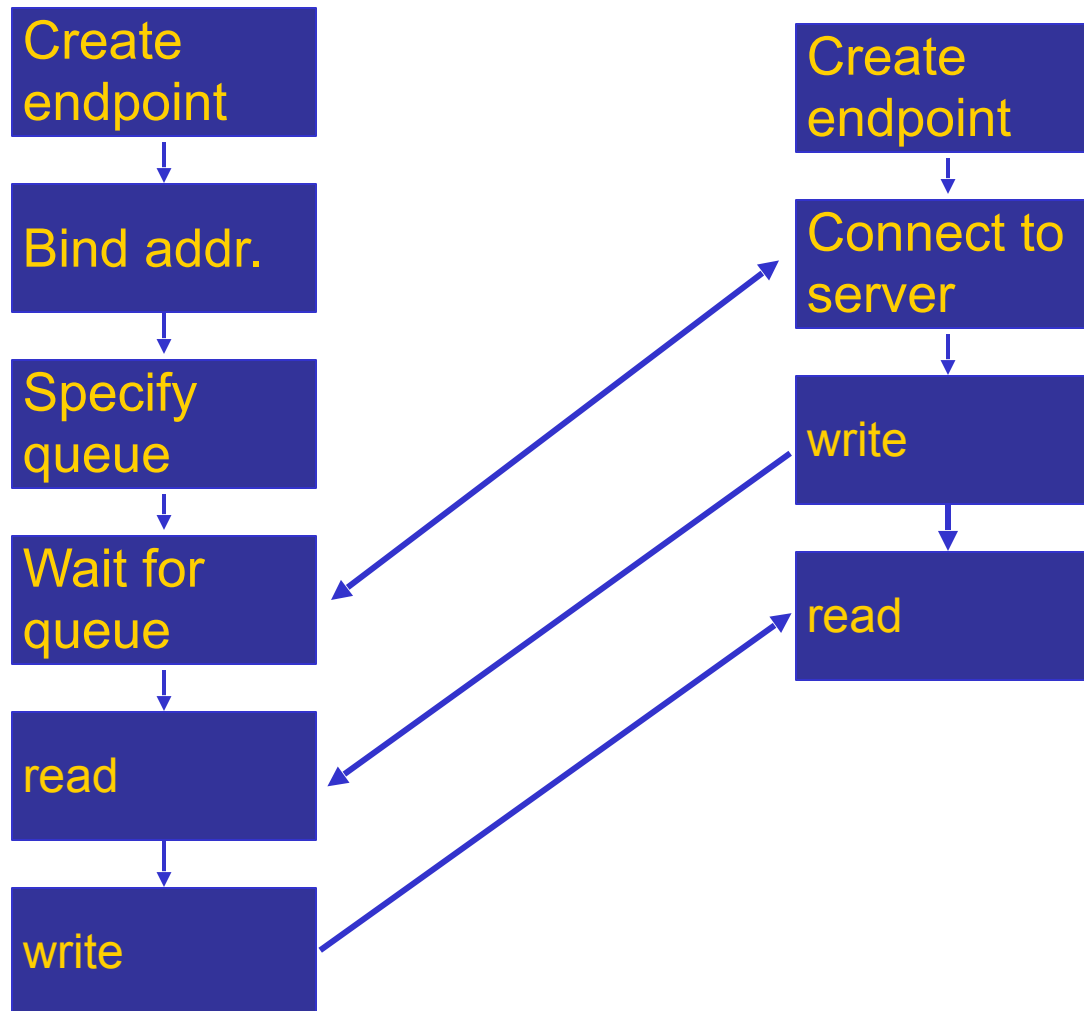 Create
endpoint
Bind addr.
Specify
queue
Wait for
queue
read
write
Create
endpoint
Connect to
server
write
read